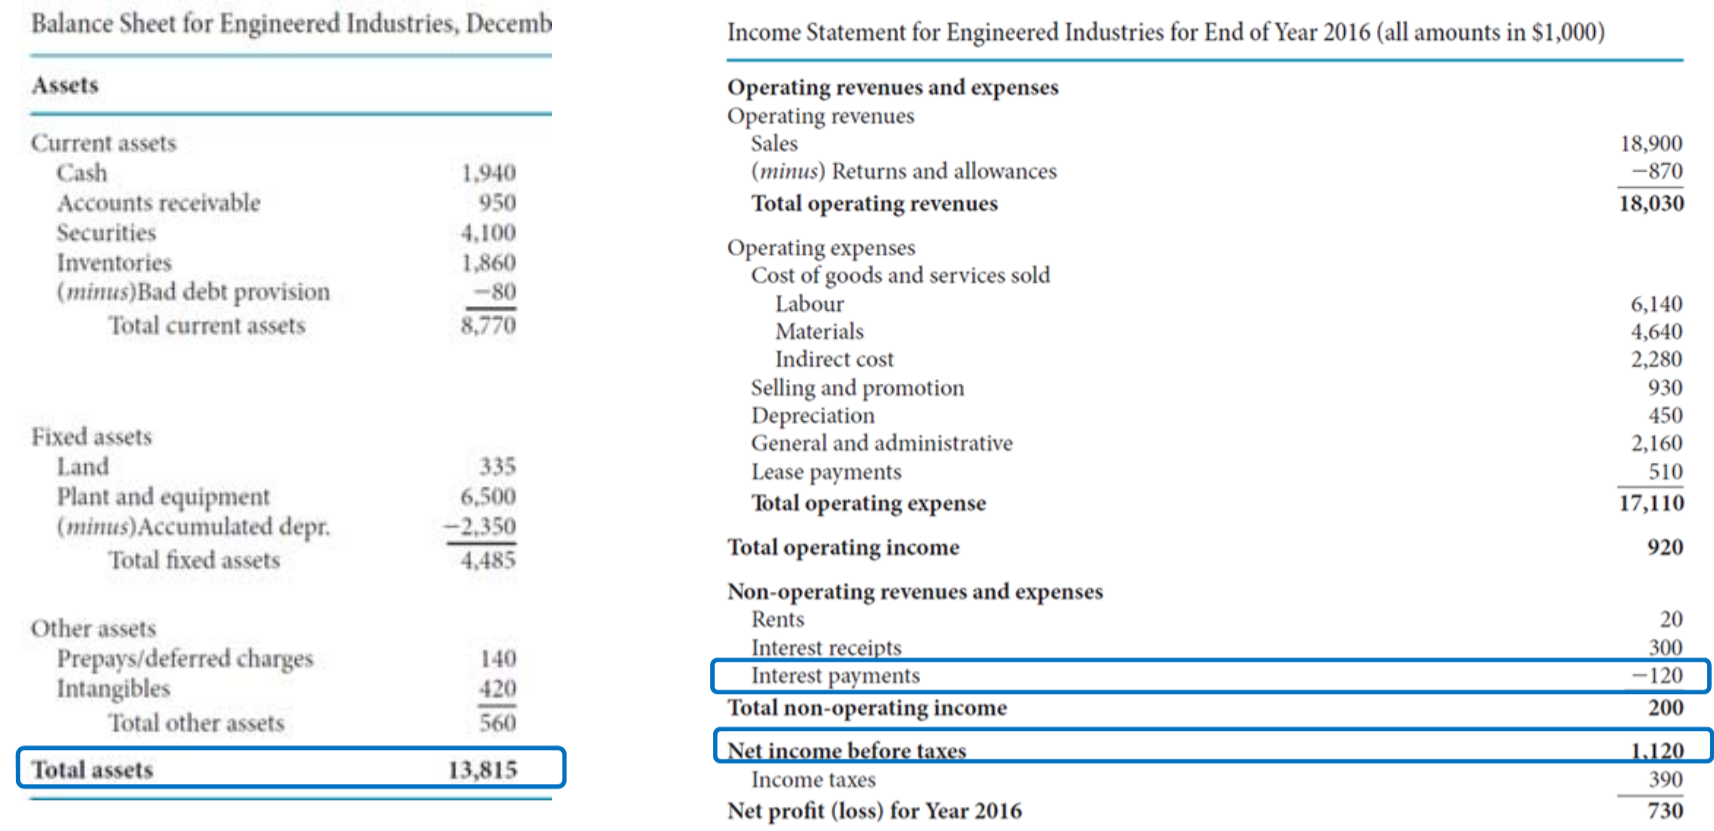 Balance Sheet for Engineered Industries, Decemb
Assets
Current assets
Cash 1,940
Accounts receivable 950
Securities 4,100
Inventories 1,860
(minus)Bad debt provision −80
Total current assets 8,770
Fixed assets
Land 335
Plant and equipment 6,500
(minus)Accumulated depr. −2,350
Total fixed assets 4,485
Other assets
Prepays/deferred charges 140
Intangibles 420
Total other assets 560
Total assets 13,815
Income Statement for Engineered Industries for End of Year 2016 (all amounts in $1,000)
Operating revenues and expenses
Operating revenues
Sales 18,900
(minus) Returns and allowances −870
Total operating revenues 18,030
Operating expenses
Cost of goods and services sold
Labour 6,140
Materials 4,640
Indirect cost 2,280
Selling and promotion 930
Depreciation 450
General and administrative 2,160
Lease payments 510
Total operating expense 17,110
Total operating income 920
Non-operating revenues and expenses
Rents 20
Interest receipts 300
Interest payments −120
Total non-operating income 200
Net income before taxes 1,120
Income taxes 390
Net profit (loss) for Year 2016 730